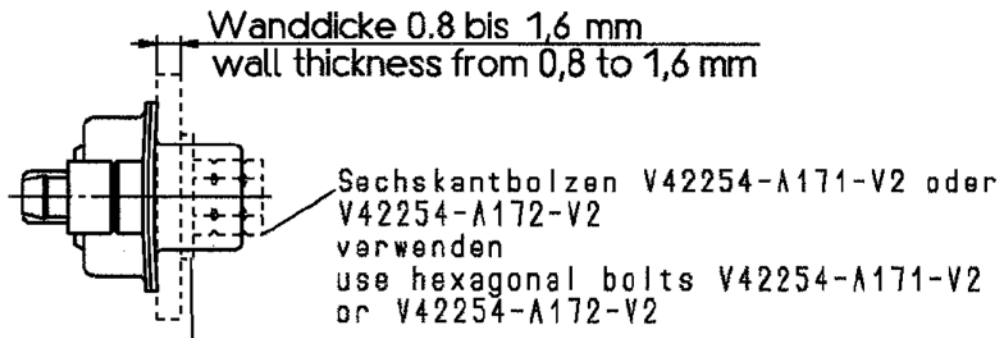 Wanddicke 0.8 bis 1,6 mm
wall thickness from 0,8 to 1,6 mm
Sechskantbolzen V42254-A171-V2 oder
V42254-A172-V2
verwenden
use hexagonal bolts V42254-A171-V2
or V42254-A172-V2